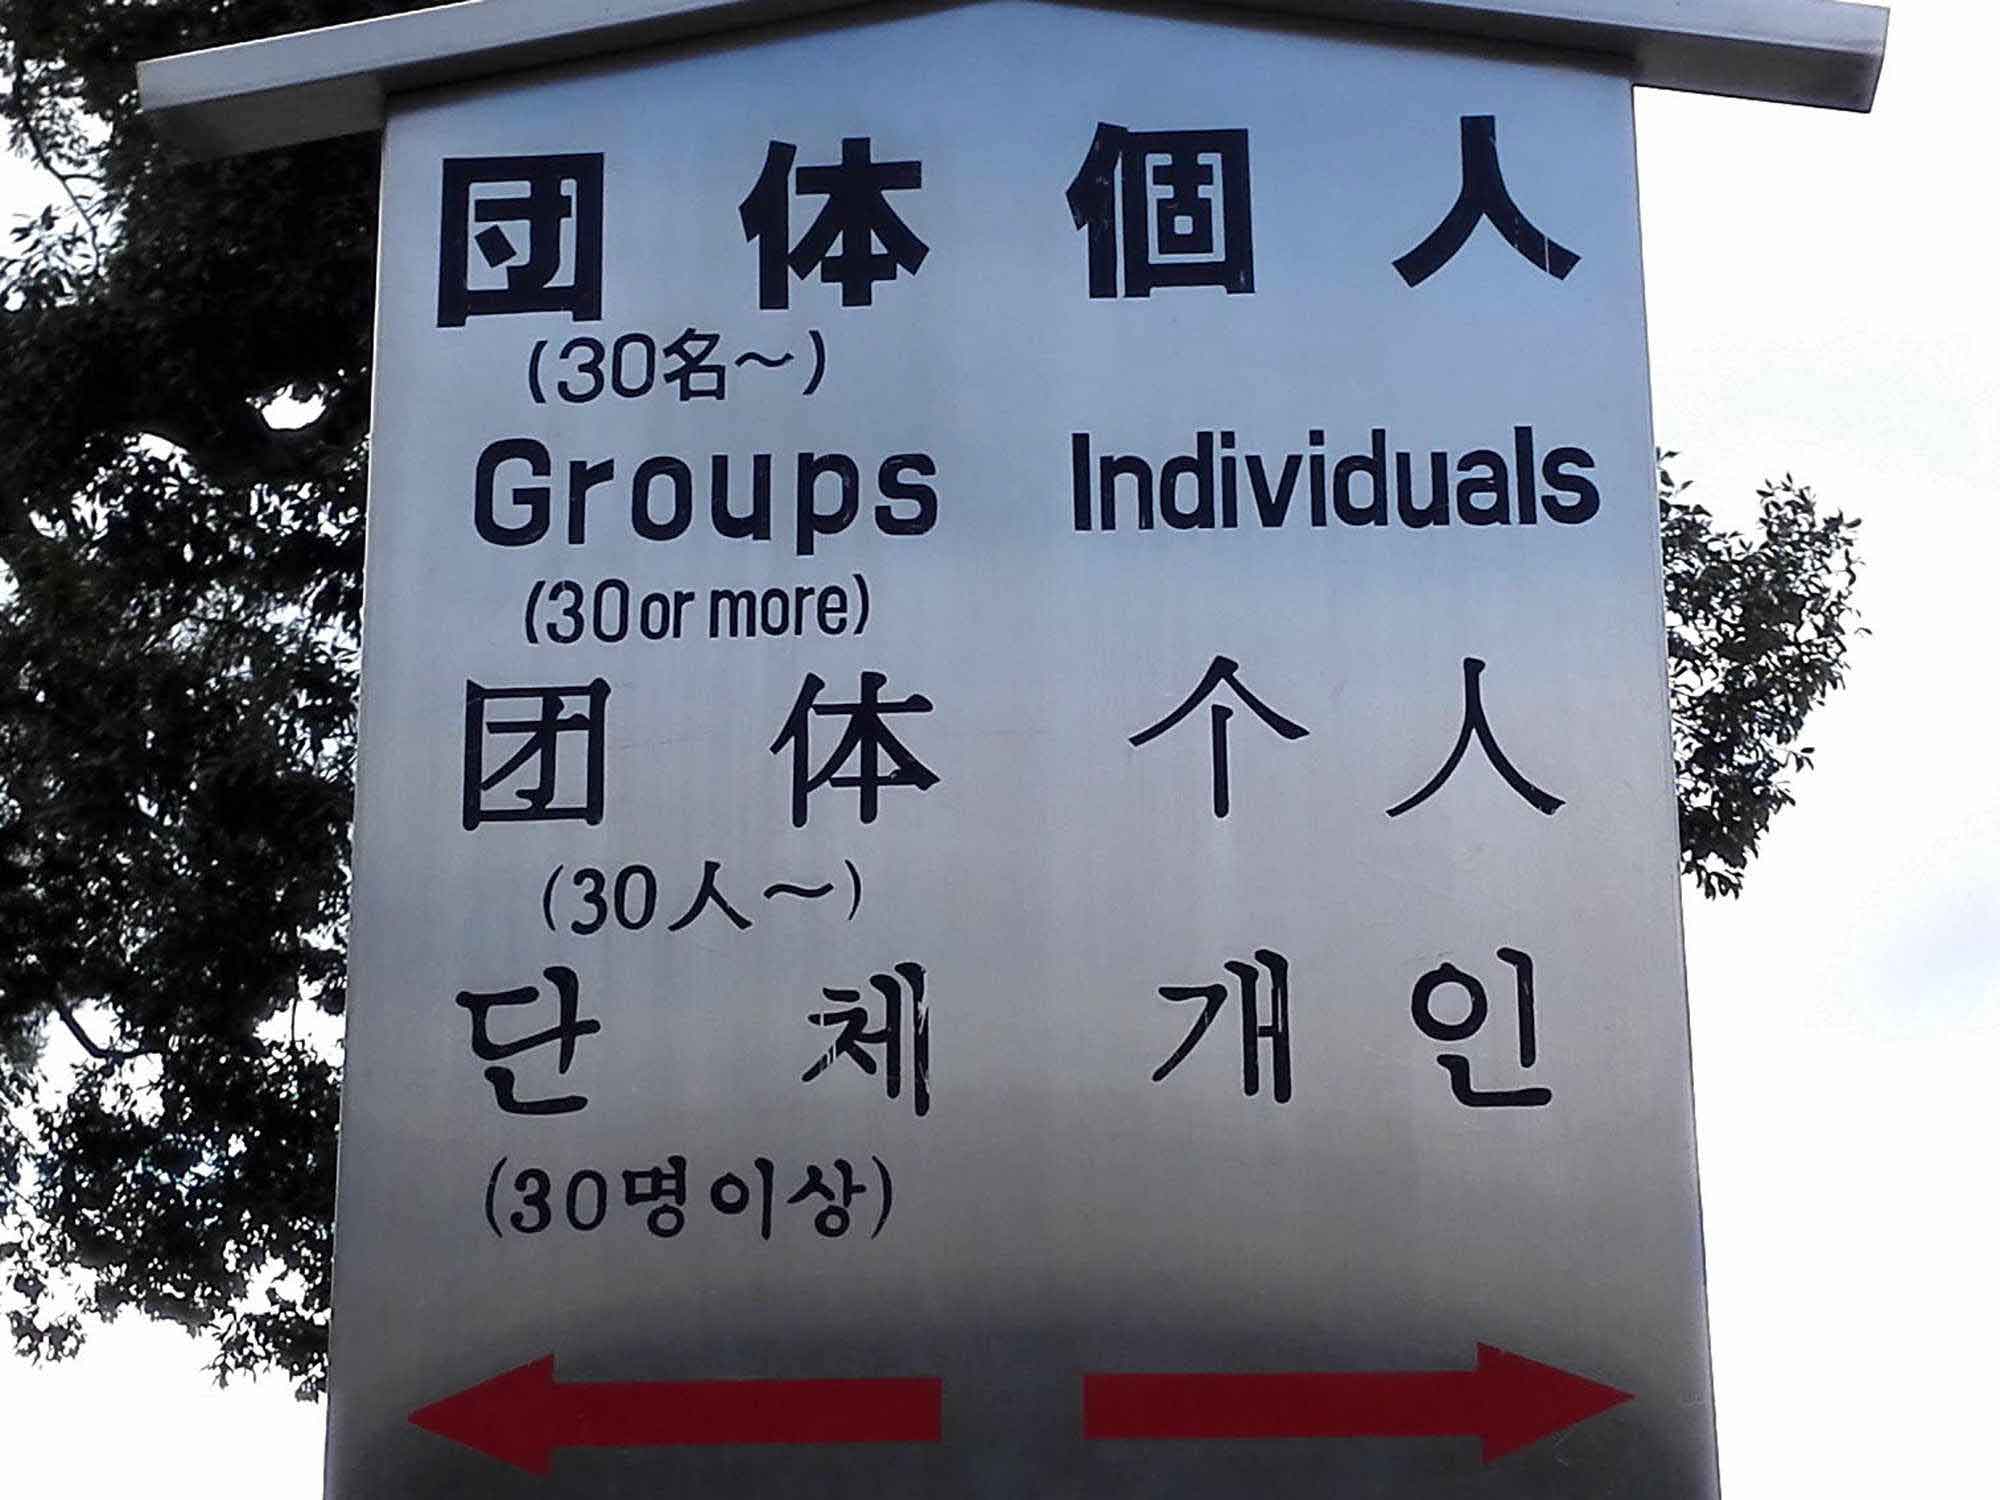 団体 個人
(30名～)
Groups Individuals
(30 or more)
团体 个人
(30人～)
단체 개인
(30명이상)